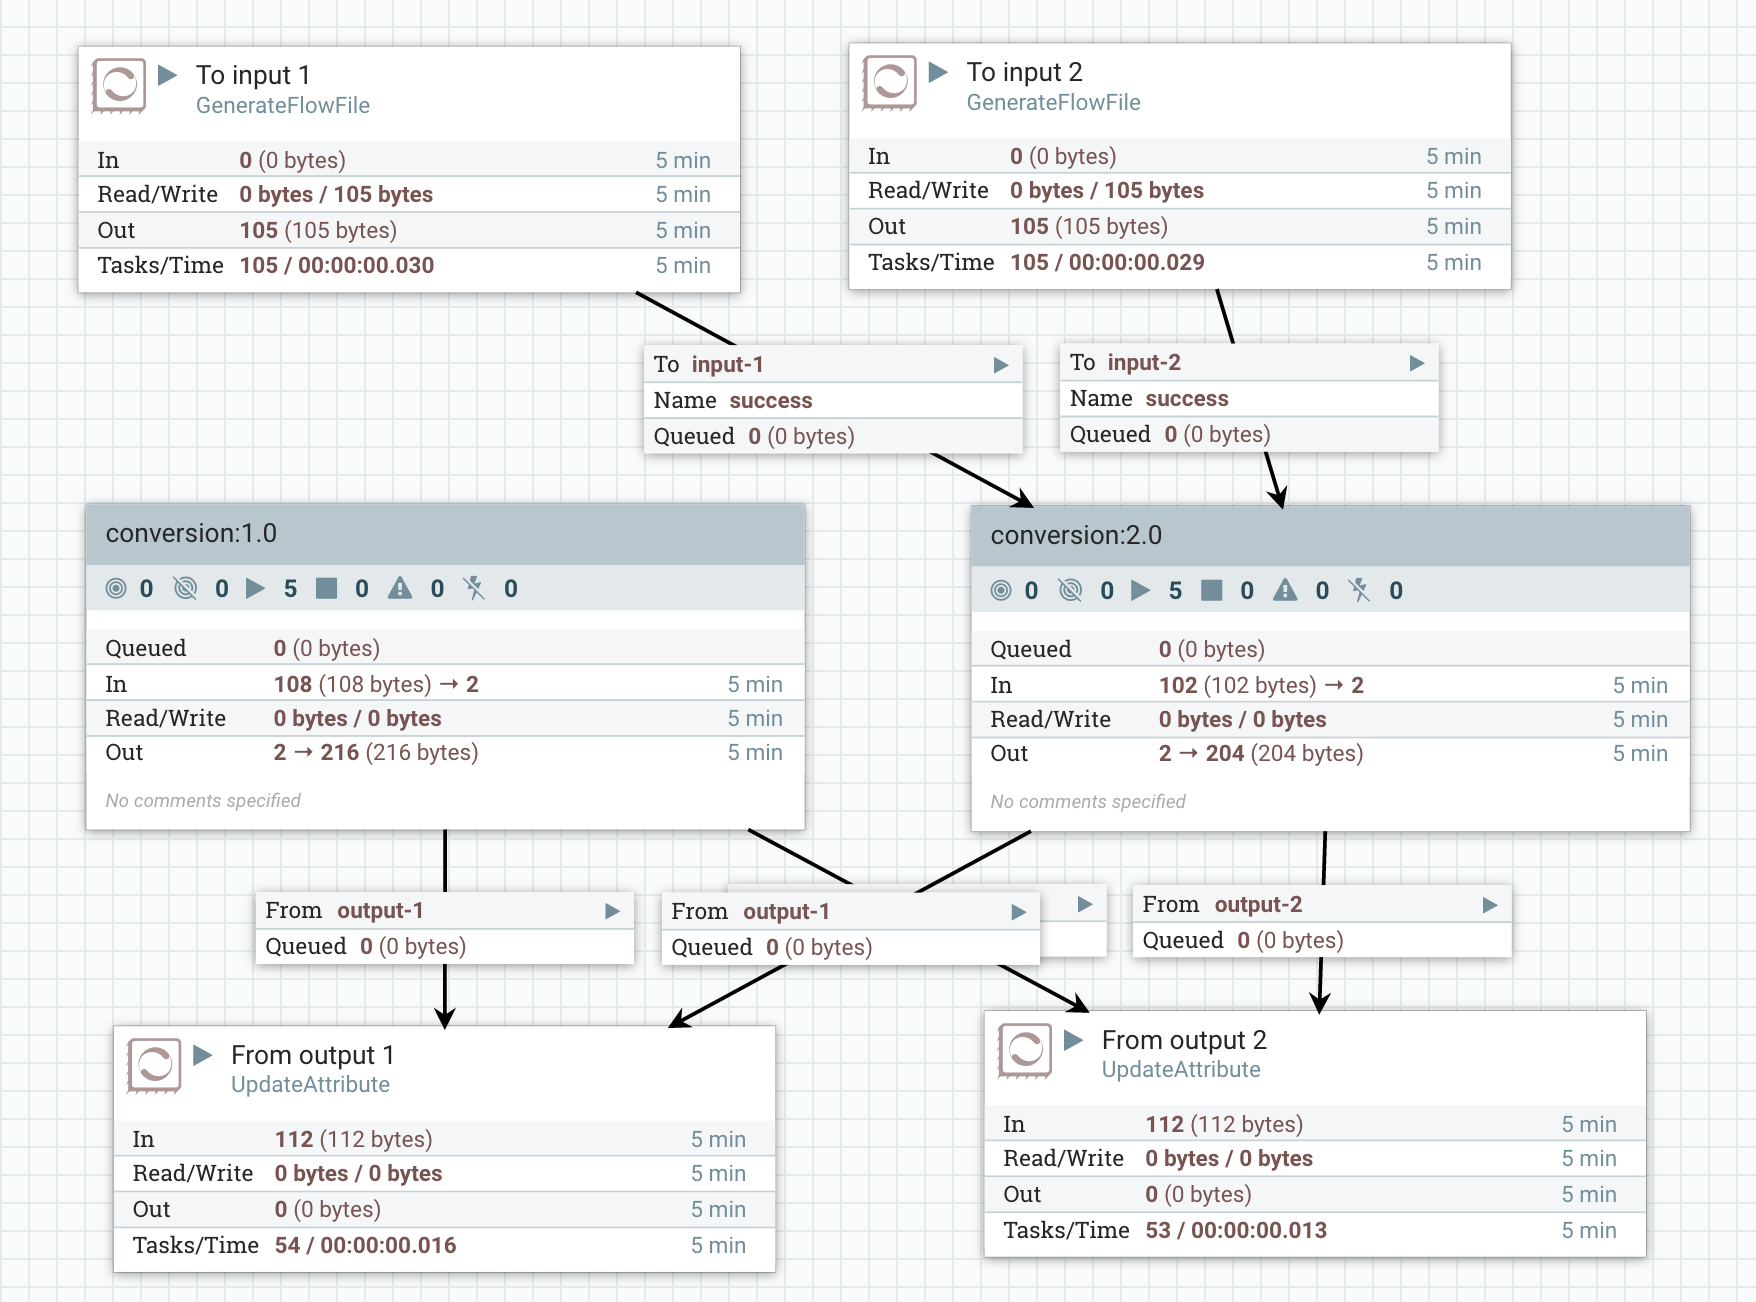 To input 1
GenerateFlowFile
In 0 (0 bytes) 5 min
Read/Write 0 bytes / 105 bytes 5 min
Out 105 (105 bytes) 5 min
Tasks/Time 105 / 00:00:00.030 5 min
To input 2
GenerateFlowFile
In 0 (0 bytes) 5 min
Read/Write 0 bytes / 105 bytes 5 min
Out 105 (105 bytes) 5 min
Tasks/Time 105 / 00:00:00.029 5 min
To input-1
Name success
Queued 0 (0 bytes)
To input-2
Name success
Queued 0 (0 bytes)
conversion:1.0
0 0 5 0 0 0
Queued 0 (0 bytes)
In 108 (108 bytes) → 2 5 min
Read/Write 0 bytes / 0 bytes 5 min
Out 2 → 216 (216 bytes) 5 min
No comments specified
conversion:2.0
0 0 5 0 0 0
Queued 0 (0 bytes)
In 102 (102 bytes) → 2 5 min
Read/Write 0 bytes / 0 bytes 5 min
Out 2 → 204 (204 bytes) 5 min
No comments specified
From output-1
Queued 0 (0 bytes)
From output-1
Queued 0 (0 bytes)
From output-2
Queued 0 (0 bytes)
From output 1
UpdateAttribute
In 112 (112 bytes) 5 min
Read/Write 0 bytes / 0 bytes 5 min
Out 0 (0 bytes) 5 min
Tasks/Time 54 / 00:00:00.016 5 min
From output 2
UpdateAttribute
In 112 (112 bytes) 5 min
Read/Write 0 bytes / 0 bytes 5 min
Out 0 (0 bytes) 5 min
Tasks/Time 53 / 00:00:00.013 5 min